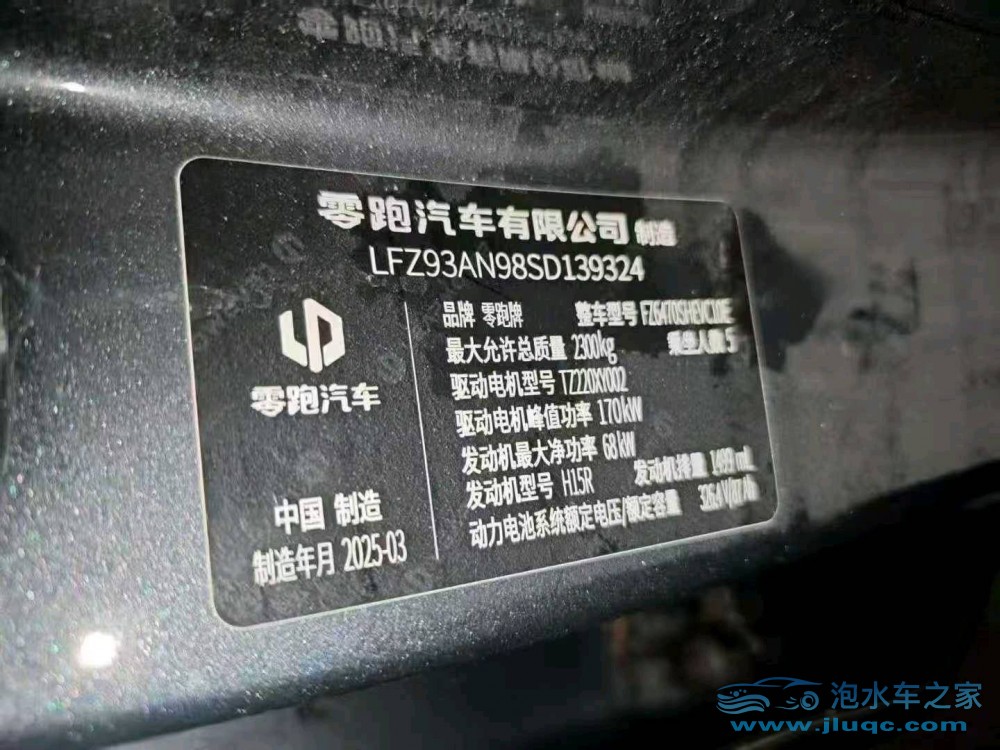 零跑汽车有限公司 制造
LFZ93AN98SD139324
品牌 零跑牌 整车型号 FZ6470SHEVC10E
最大允许总质量 2300kg 乘坐人数 5
驱动电机型号 TZ220XY002
驱动电机峰值功率 170kW
发动机最大净功率 68kW
发动机型号 H15R 发动机排量 1499mL
动力电池系统额定电压/额定容量
零跑汽车
中国 制造
制造年月 2025-03
泡水车之家
www.jluqc.com